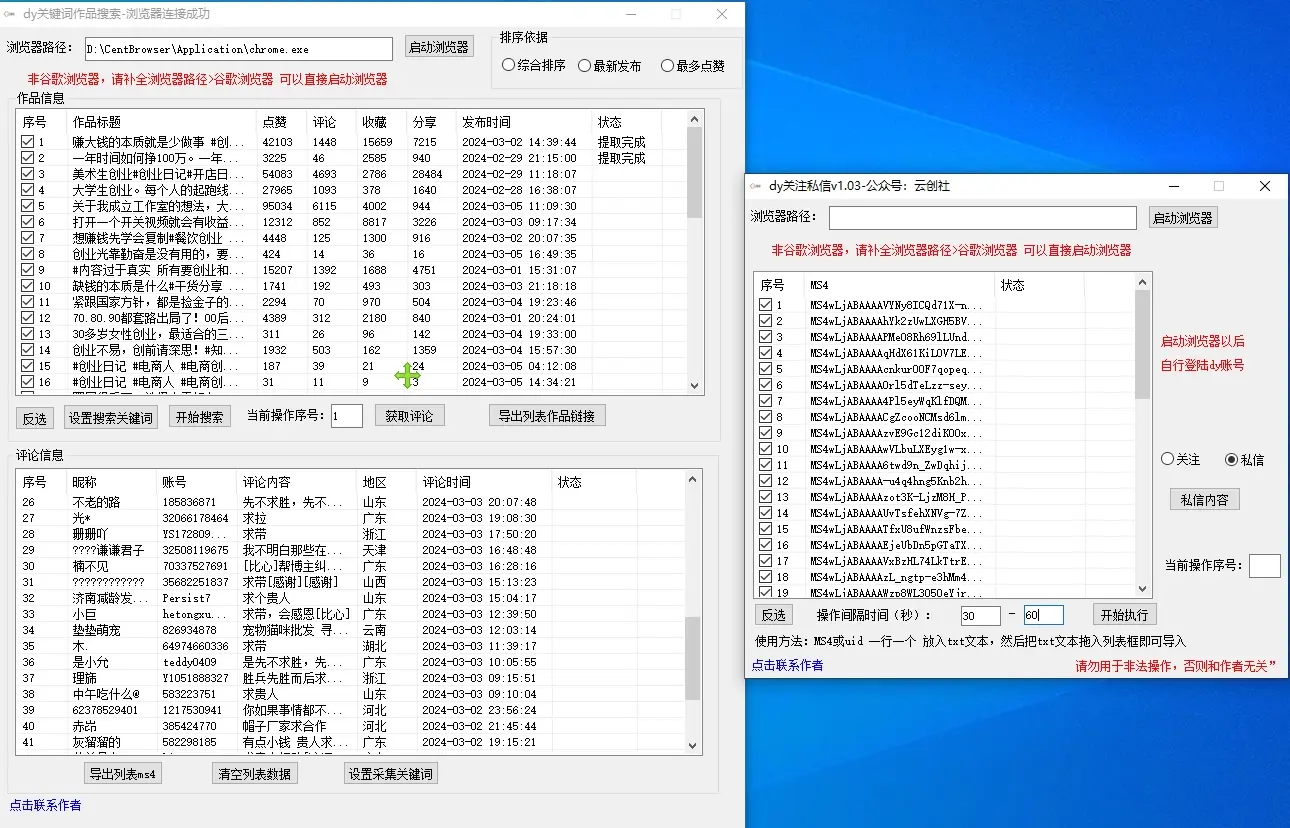 dy关键词作品搜索-浏览器连接成功
浏览器路径: D:\CentBrowser\Application\chrome.exe 启动浏览器
非谷歌浏览器,请补全浏览器路径>谷歌浏览器 可以直接启动浏览器
排序依据
综合排序 最新发布 最多点赞
作品信息
序号 作品标题 点赞 评论 收藏 分享 发布时间 状态
1 赚大钱的本质就是少做事 #创... 42103 1448 15659 7215 2024-03-02 14:39:44 提取完成
2 一年时间如何挣100万。一年... 3225 46 2585 940 2024-02-29 21:15:00 提取完成
3 美术生创业#创业日记#开店日... 54083 4693 2786 28484 2024-02-29 11:18:07
4 大学生创业。每个人的起跑线... 27965 1093 378 1640 2024-02-28 16:38:07
5 关于我成立工作室的想法,大... 95034 6115 4002 944 2024-03-05 11:09:30
6 打开一个开关视频就会有收益... 12312 852 8817 3226 2024-03-03 09:17:34
7 想赚钱先学会复制#餐饮创业 ... 4448 125 1300 916 2024-03-02 20:07:35
8 创业光靠勤奋是没有用的,要... 424 14 36 16 2024-03-05 16:49:35
9 #内容过于真实 所有要创业和... 15207 1392 1688 4751 2024-03-01 15:31:07
10 缺钱的本质是什么#干货分享 ... 1741 192 493 303 2024-03-03 21:18:18
11 紧跟国家方针,都是捡金子的... 2294 70 970 504 2024-03-04 19:23:46
12 70.80.90都套路出局了!00后... 4389 312 2180 840 2024-03-01 20:24:01
13 30多岁女性创业,最适合的三... 311 26 96 142 2024-03-04 19:33:00
14 创业不易,创前请深思!#知... 1932 503 162 1359 2024-03-04 15:57:30
15 #创业日记 #电商人 #电商创... 187 39 21 24 2024-03-05 04:12:08
16 #创业日记 #电商人 #电商创... 31 11 9 3 2024-03-05 14:34:21
反选 设置搜索关键词 开始搜索 当前操作序号: 1 获取评论 导出列表作品链接
评论信息
序号 昵称 账号 评论内容 地区 评论时间 状态
26 不老的路 185836871 先不求胜,先不... 山东 2024-03-03 20:07:48
27 光* 32066178464 求拉 广东 2024-03-03 19:08:30
28 珊珊吖 YS172809... 求带 浙江 2024-03-03 17:50:20
29 ????谦谦君子 32508119675 我不明白那些在... 天津 2024-03-03 16:48:48
30 楠不见 70337527691 [比心]帮博主纠... 广东 2024-03-03 16:28:16
31 ???????????? 35682251837 求带[感谢][感谢] 山西 2024-03-03 15:13:23
32 济南减龄发... Persist7 求个贵人 山东 2024-03-03 15:04:17
33 小巨 hetongxu... 求带,会感恩[比心] 广东 2024-03-03 12:39:50
34 垫垫萌宠 826934878 宠物猫咪批发 寻... 云南 2024-03-03 12:03:14
35 木. 64974660336 求带 湖北 2024-03-03 11:39:17
36 是小允 teddy0409 是先不求胜,先... 广东 2024-03-03 10:05:55
37 理旆 Y1051888327 胜兵先胜而后求... 浙江 2024-03-03 09:15:51
38 中午吃什么@ 583223751 求贵人 山东 2024-03-03 09:10:04
39 62378529401 1217530941 你如果事情都不... 河北 2024-03-02 23:56:24
40 赤峃 385424770 帽子厂家求合作 河北 2024-03-02 21:45:44
41 灰溜溜的 582298185 有点小钱 贵人求... 广东 2024-03-02 19:15:21
导出列表ms4 清空列表数据 设置采集关键词
点击联系作者
dy关注私信v1.03-公众号: 云创社
浏览器路径: 启动浏览器
非谷歌浏览器,请补全浏览器路径>谷歌浏览器 可以直接启动浏览器
序号 MS4 状态
1 MS4wLjABAAAAVYNy8ICQd71X-n...
2 MS4wLjABAAAAhYk2zUwLXGH5BV...
3 MS4wLjABAAAAPMeO8Rh69lLUnd...
4 MS4wLjABAAAAqHdX61KiLOV7LE...
5 MS4wLjABAAAAcnkurOOF7qopeq...
6 MS4wLjABAAAAOrl5dTeLzz-sey...
7 MS4wLjABAAAA4Pl5eyWqKlfDQM...
8 MS4wLjABAAAACgZcooNCMsd6lm...
9 MS4wLjABAAAAzvE9Gc12diKOOx...
10 MS4wLjABAAAAwVLbuLXEyg1w-x...
11 MS4wLjABAAAA6twd9n_ZwDqhij...
12 MS4wLjABAAAA-u4q4hng5Knb2h...
13 MS4wLjABAAAAzot3K-LjzM8H_P...
14 MS4wLjABAAAAUvTsfehXNVg-7Z...
15 MS4wLjABAAAATfxU8ufWnzsFbe...
16 MS4wLjABAAAAEjeUbDn5pGTaTX...
17 MS4wLjABAAAAVxBzHL74LkTtrE...
18 MS4wLjABAAAAzL_ngtp-e3hMm4...
19 MS4wLjABAAAAWzp8WL3O5OeYjr...
启动浏览器以后
自行登陆dy账号
关注 私信
私信内容
当前操作序号:
反选 操作间隔时间(秒): 30 - 60 开始执行
使用方法: MS4或uid 一行一个 放入txt文本,然后把txt文本拖入列表框即可导入
点击联系作者 请勿用于非法操作,否则和作者无关”